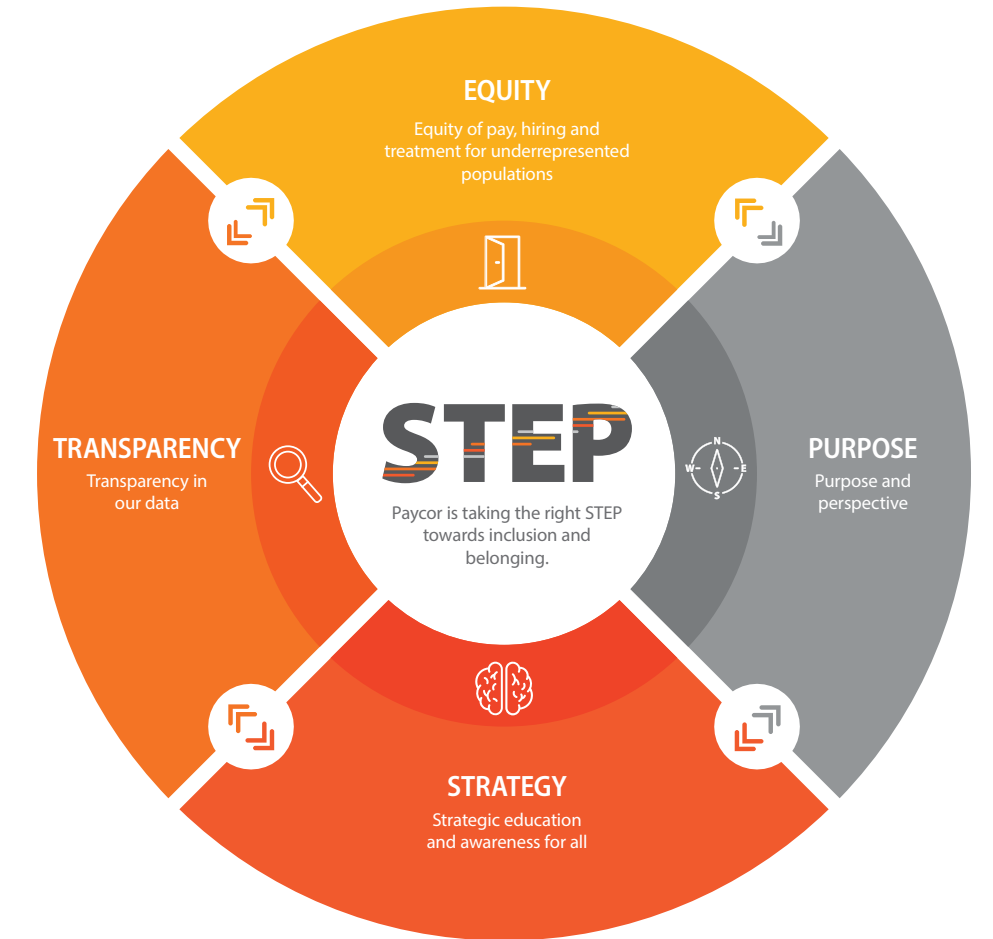 EQUITY
Equity of pay, hiring and
treatment for underrepresented
populations
TRANSPARENCY
Transparency in
our data
STEP
Paycor is taking the right STEP
towards inclusion and
belonging.
N
W
E
S
PURPOSE
Purpose and
perspective
STRATEGY
Strategic education
and awareness for all